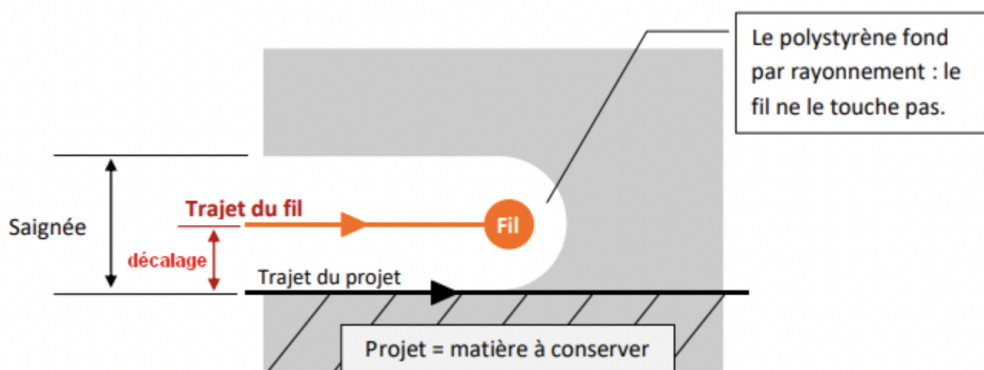 Le polystyrène fond
par rayonnement : le
fil ne le touche pas.
Trajet du fil
Fil
Saignée
décalage
Trajet du projet
Projet = matière à conserver